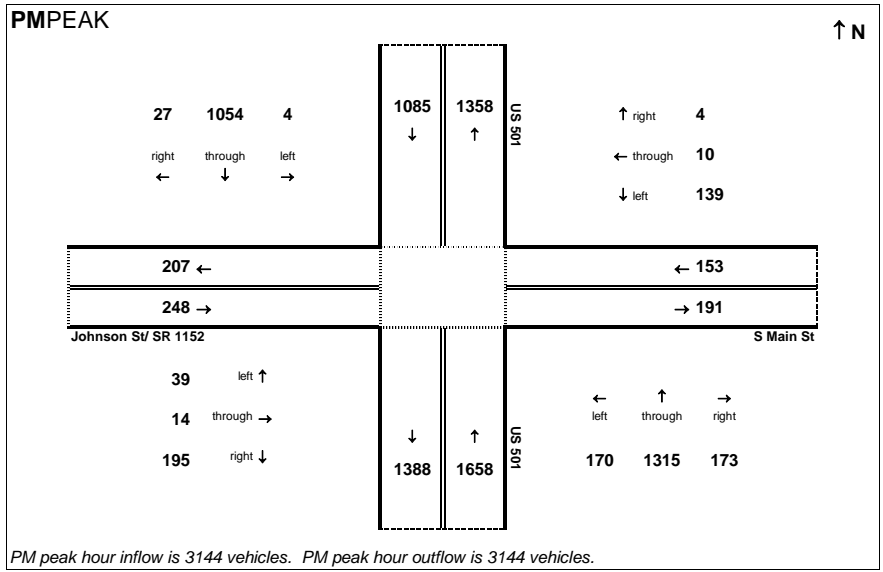 PMPEAK
↑ N
27 1054 4
right through left
← ↓ →
1085 1358
↓ ↑
US 501
↑ right 4
← through 10
↓ left 139
207 ←
← 153
248 →
→ 191
Johnson St/ SR 1152
S Main St
39 left ↑
14 through →
195 right ↓
↓ ↑
1388 1658
US 501
← ↑ →
left through right
170 1315 173
PM peak hour inflow is 3144 vehicles. PM peak hour outflow is 3144 vehicles.